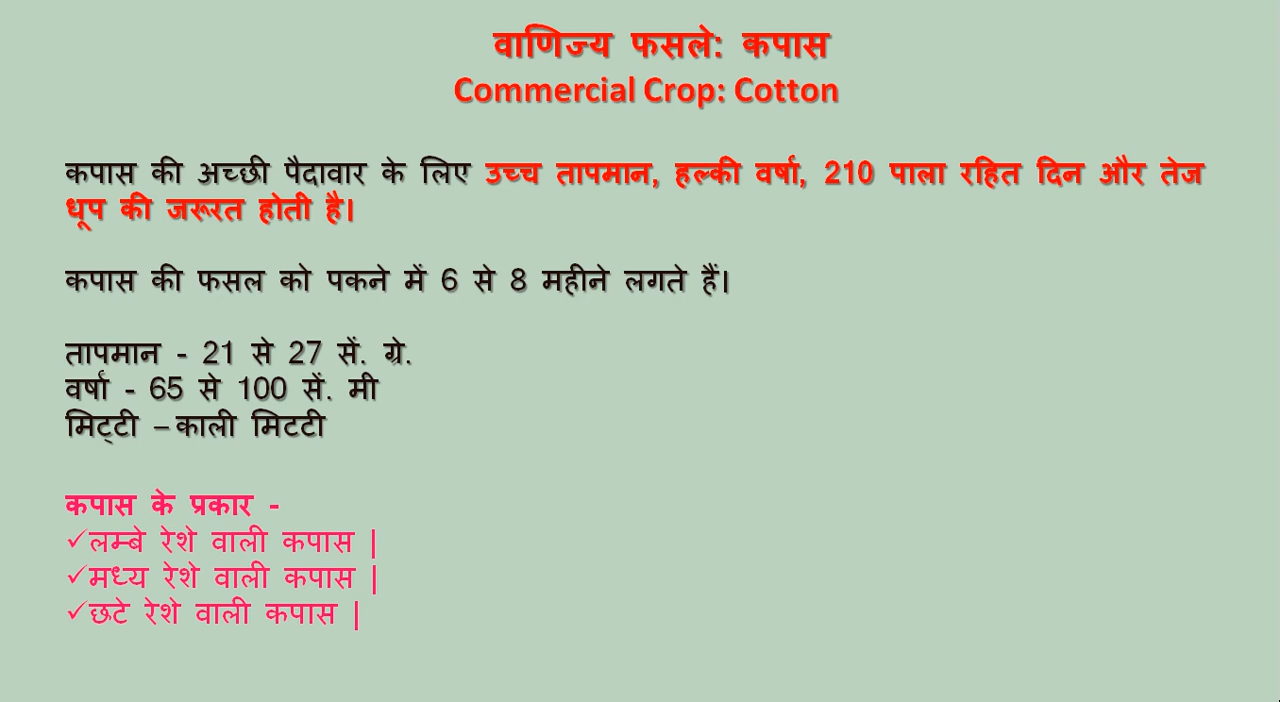 वाणिज्य फसले: कपास
Commercial Crop: Cotton
कपास की अच्छी पैदावार के लिए उच्च तापमान, हल्की वर्षा, 210 पाला रहित दिन और तेज
धूप की जरूरत होती है।
कपास की फसल को पकने में 6 से 8 महीने लगते हैं।
तापमान - 21 से 27 सें. ग्रे.
वर्षा - 65 से 100 सें. मी
मिट्टी – काली मिटटी
कपास के प्रकार -
✓लम्बे रेशे वाली कपास |
✓मध्य रेशे वाली कपास |
✓छटे रेशे वाली कपास |